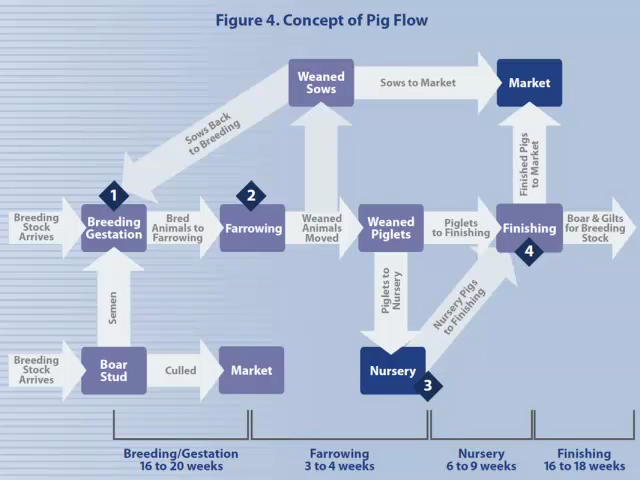 Figure 4. Concept of Pig Flow
Weaned
Sows
Sows to Market
Market
Sows Back
to Breeding
Finished Pigs
to Market
1
2
Breeding
Stock
Arrives
Breeding
Gestation
Bred
Animals to
Farrowing
Farrowing
Weaned
Animals
Moved
Weaned
Piglets
Piglets
to Finishing
Finishing
4
Boar & Gilts
for Breeding
Stock
Semen
Piglets to
Nursery
Nursery Pigs
to Finishing
Breeding
Stock
Arrives
Boar
Stud
Culled
Market
Nursery
3
Breeding/Gestation
16 to 20 weeks
Farrowing
3 to 4 weeks
Nursery
6 to 9 weeks
Finishing
16 to 18 weeks